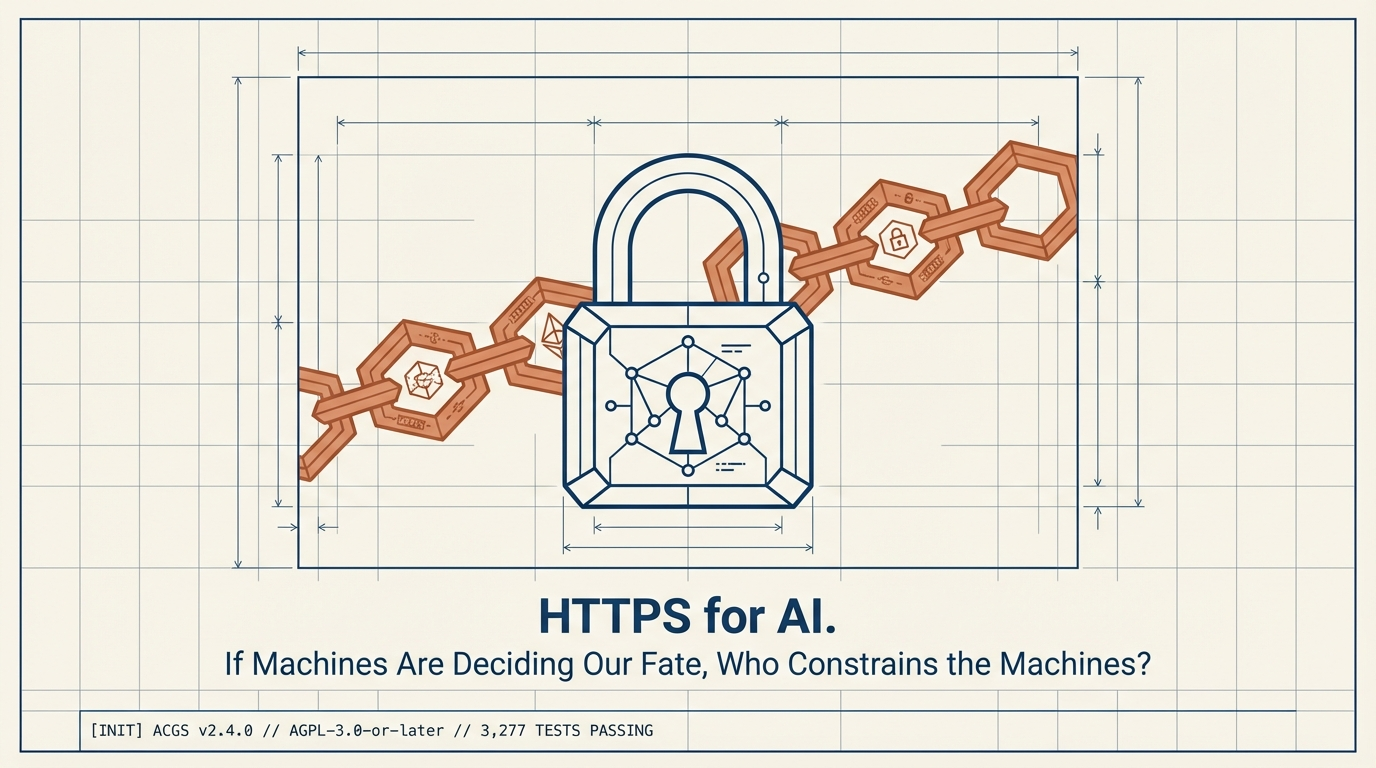 HTTPS for AI.
If Machines Are Deciding Our Fate, Who Constrains the Machines?
[INIT] ACGS v2.4.0 // AGPL-3.0-or-later // 3,277 TESTS PASSING